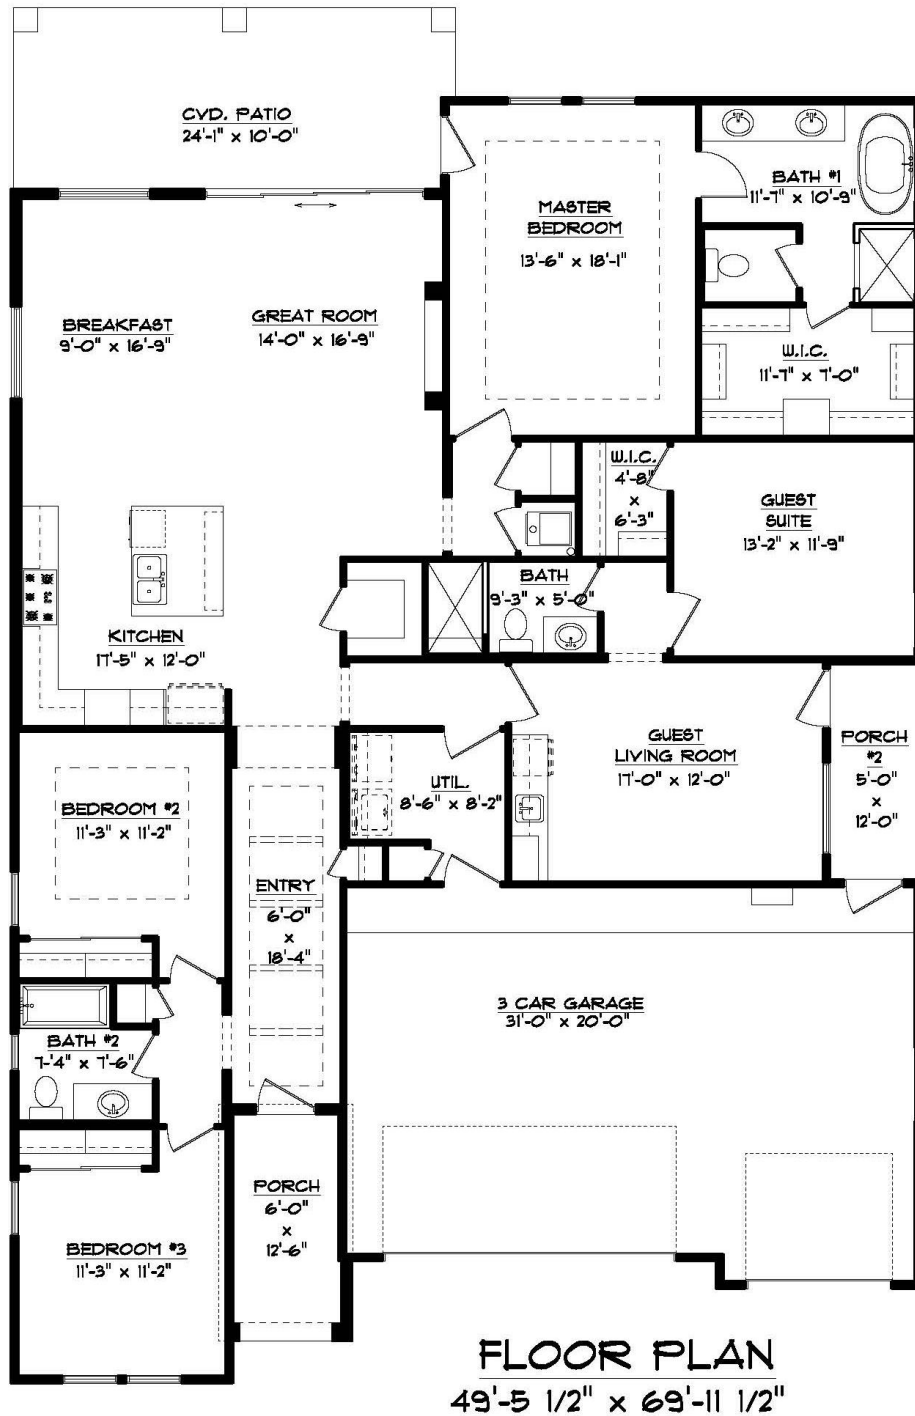 CVD. PATIO
24'-1" x 10'-0"
MASTER
BEDROOM
13'-6" x 18'-1"
BATH #1
11'-7" x 10'-9"
BREAKFAST
9'-0" x 16'-9"
GREAT ROOM
14'-0" x 16'-9"
W.I.C.
11'-7" x 7'-0"
W.I.C.
4'-8"
x
6'-3"
GUEST
SUITE
13'-2" x 11'-9"
BATH
9'-3" x 5'-0"
KITCHEN
17'-5" x 12'-0"
GUEST
LIVING ROOM
17'-0" x 12'-0"
PORCH
#2
5'-0"
x
12'-0"
UTIL.
8'-6" x 8'-2"
BEDROOM #2
11'-3" x 11'-2"
ENTRY
6'-0"
x
18'-4"
3 CAR GARAGE
31'-0" x 20'-0"
BATH #2
7'-4" x 7'-6"
PORCH
6'-0"
x
12'-6"
BEDROOM #3
11'-3" x 11'-2"
FLOOR PLAN
49'-5 1/2" x 69'-11 1/2"